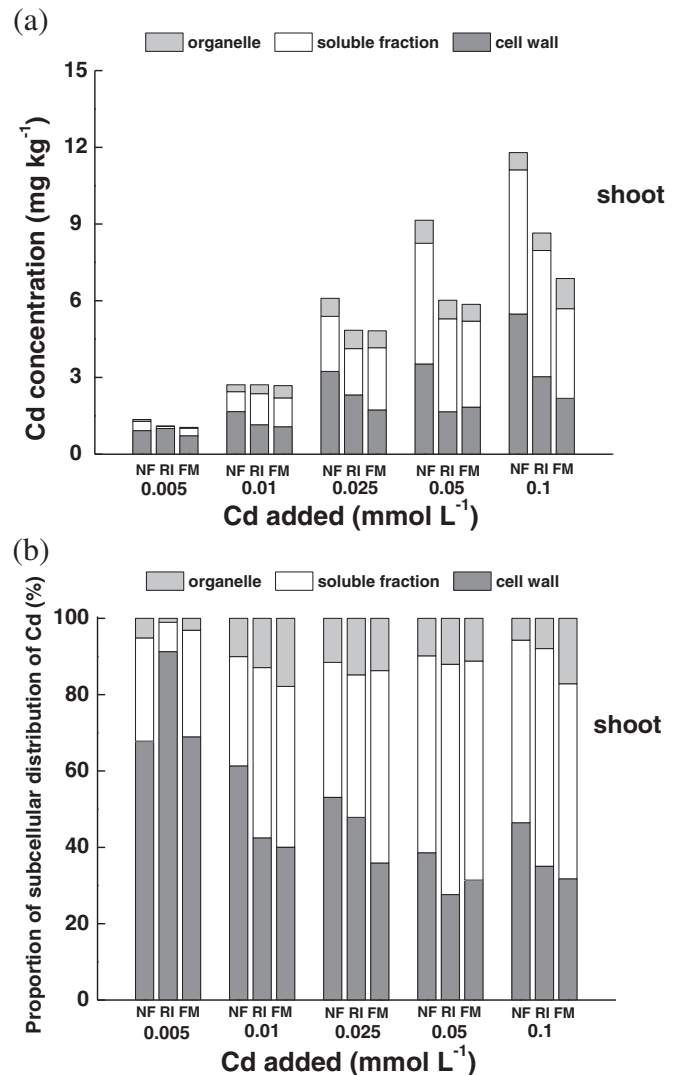 (a)
organelle soluble fraction cell wall
15
12
9
6
3
0
Cd concentration (mg kg⁻¹)
shoot
NF RI FM NF RI FM NF RI FM NF RI FM NF RI FM
0.005 0.01 0.025 0.05 0.1
Cd added (mmol L⁻¹)
(b)
organelle soluble fraction cell wall
100
80
60
40
20
0
Proportion of subcellular distribution of Cd (%)
shoot
NF RI FM NF RI FM NF RI FM NF RI FM NF RI FM
0.005 0.01 0.025 0.05 0.1
Cd added (mmol L⁻¹)